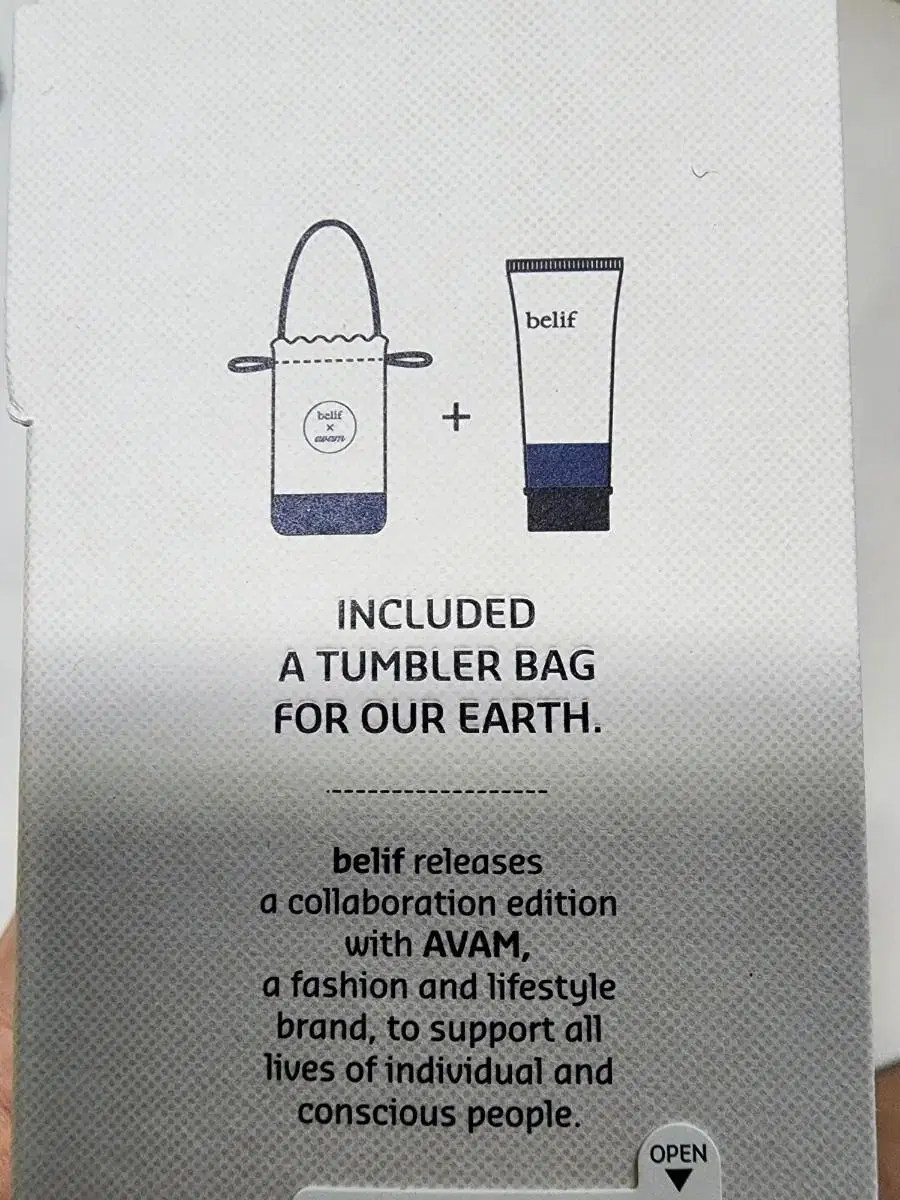 belif
belif
x
avam
+
INCLUDED
A TUMBLER BAG
FOR OUR EARTH.
belif releases
a collaboration edition
with AVAM,
a fashion and lifestyle
brand, to support all
lives of individual and
conscious people.
OPEN